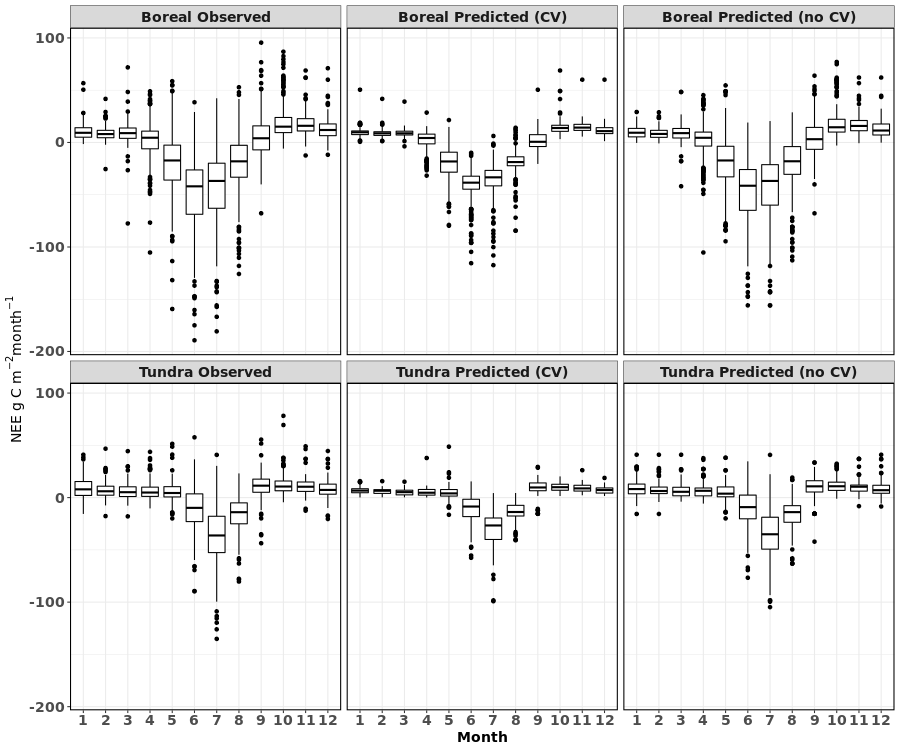 Boreal Observed Boreal Predicted (CV) Boreal Predicted (no CV)
100
0
-100
-200
Tundra Observed Tundra Predicted (CV) Tundra Predicted (no CV)
100
0
-100
-200
NEE g C m−2month−1
1 2 3 4 5 6 7 8 9 10 11 12 1 2 3 4 5 6 7 8 9 10 11 12 1 2 3 4 5 6 7 8 9 10 11 12
Month